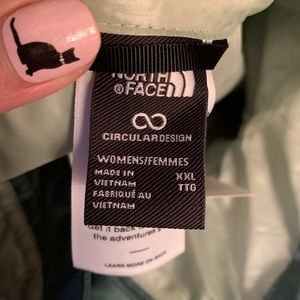 NORTH
FACE
CIRCULARDESIGN
WOMENS/FEMMES
MADE IN
VIETNAM
FABRIQUÉ AU
VIETNAM
XXL
TTG
Get it back
the adventures
LEARN MORE ON BACK